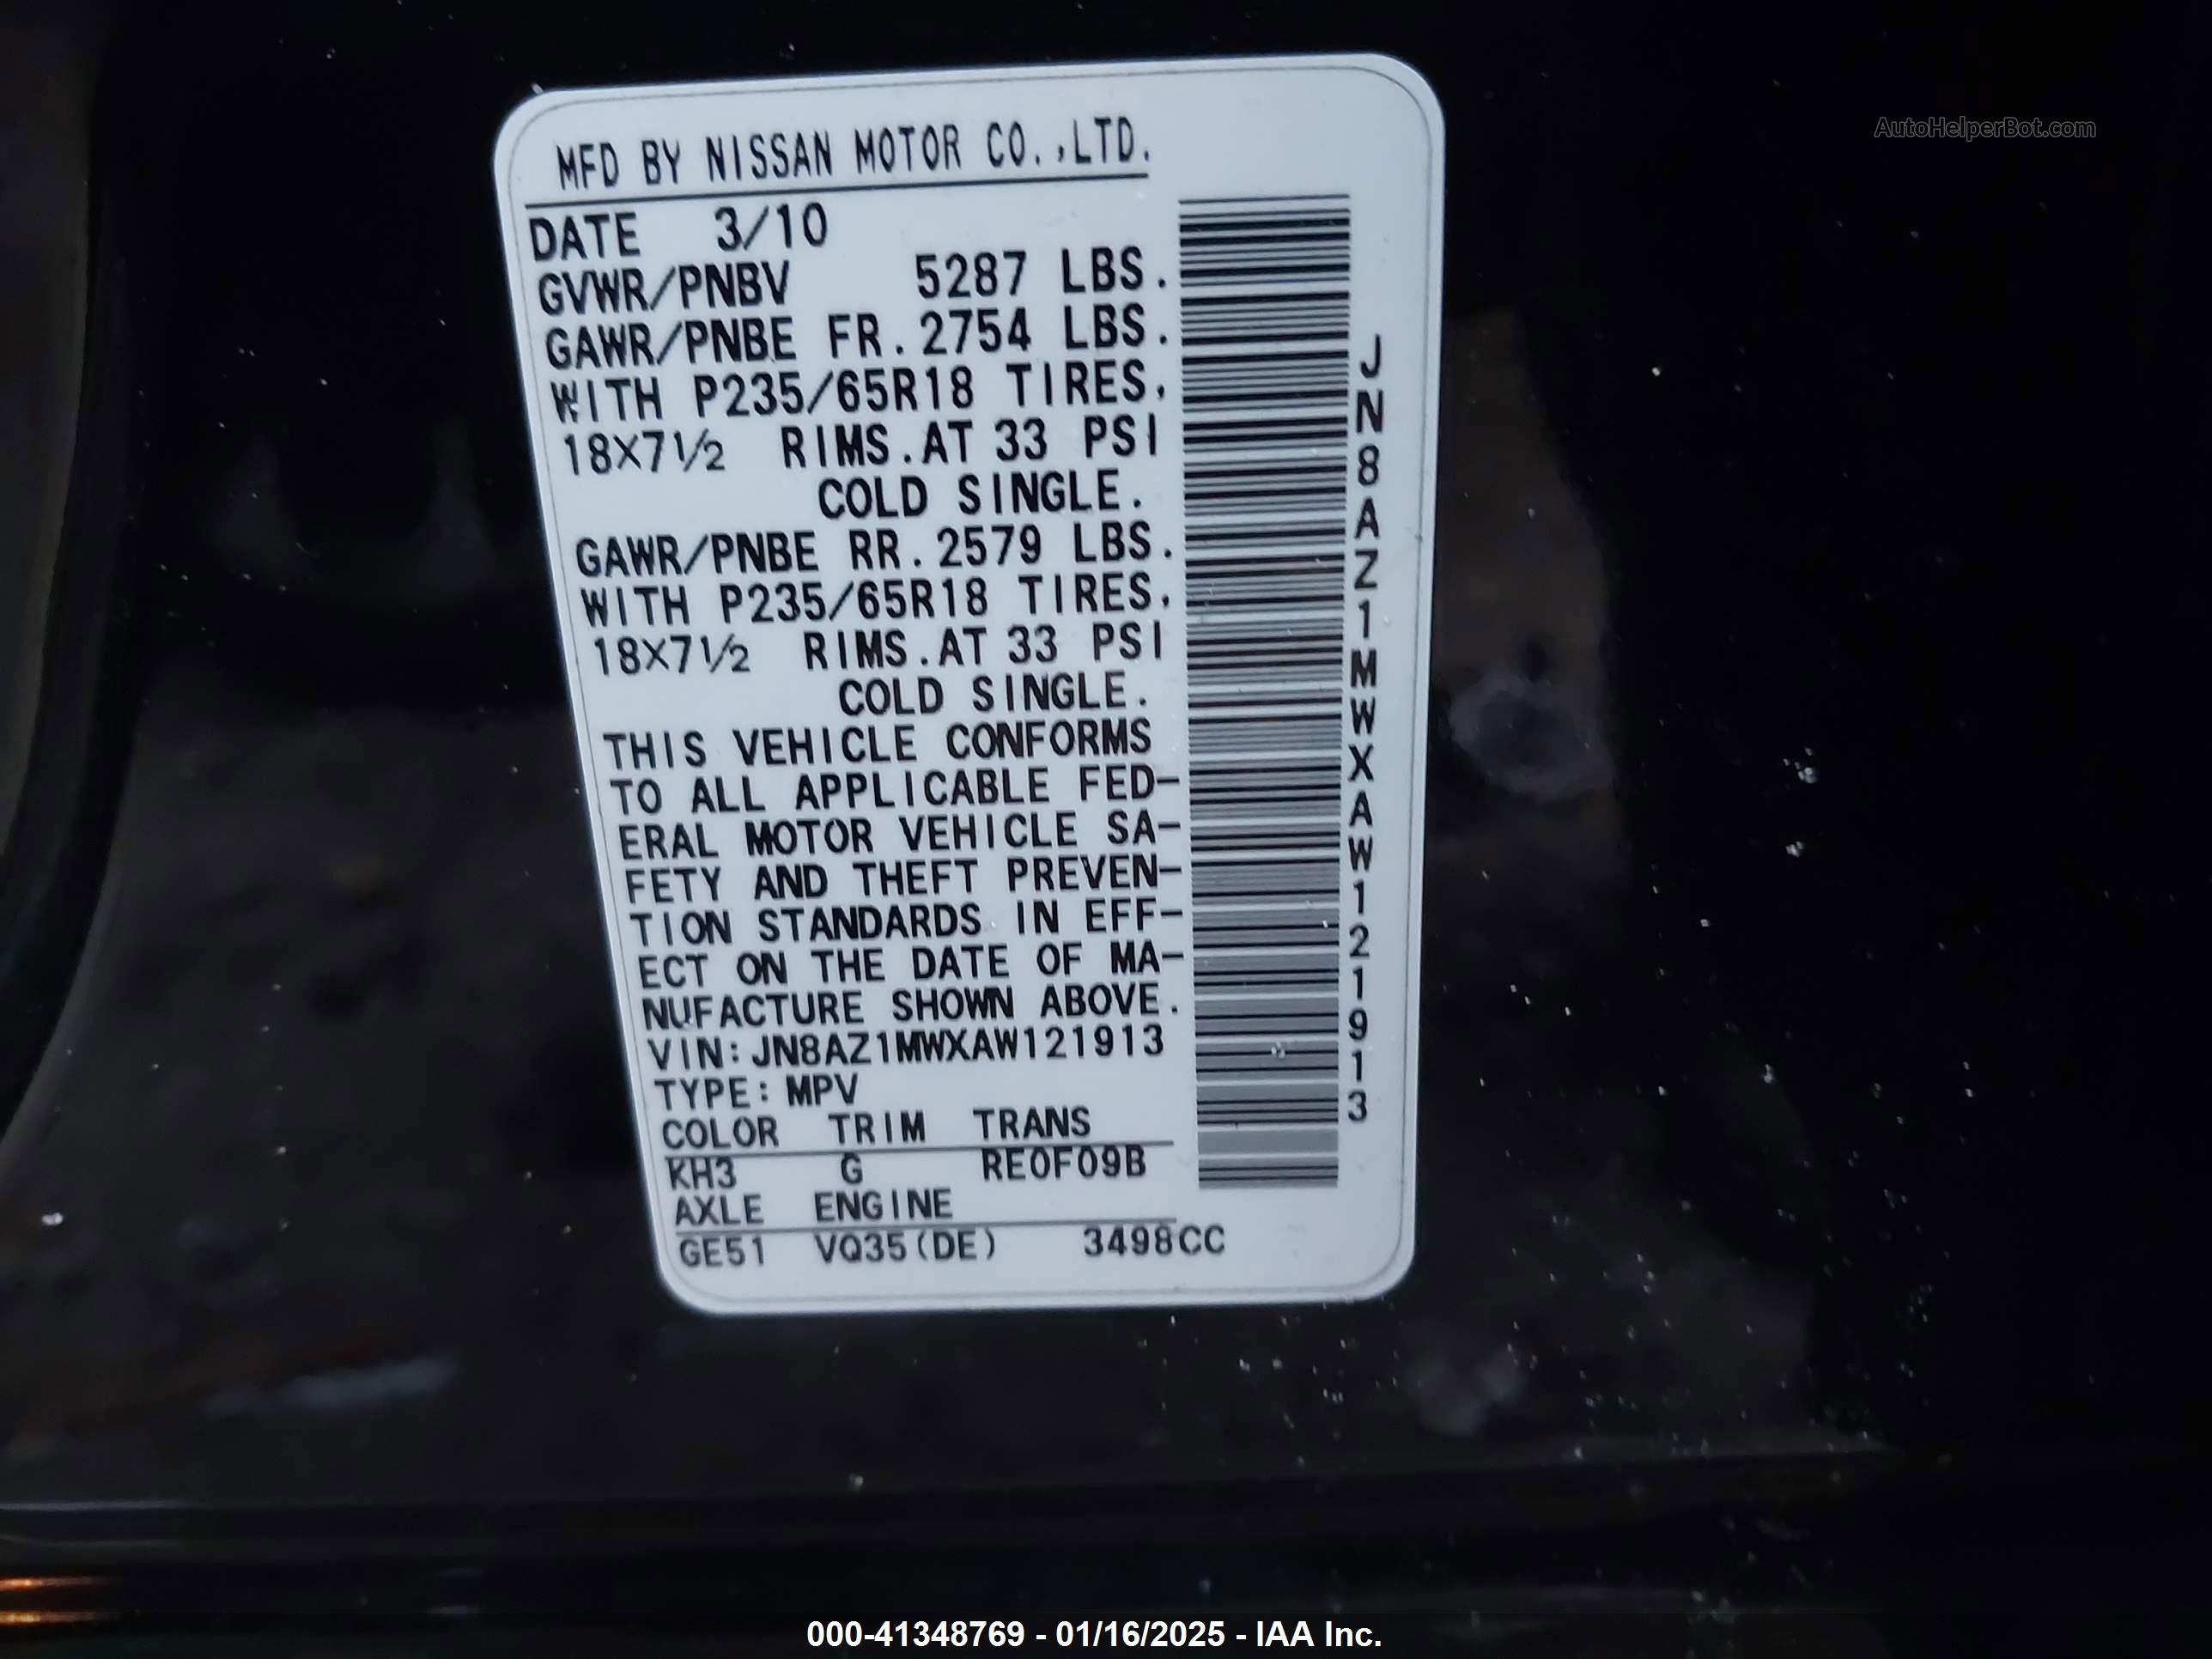 AutoHelperBot.com
MFD BY NISSAN MOTOR CO.,LTD.
DATE 3/10
GVWR/PNBV 5287 LBS.
GAWR/PNBE FR. 2754 LBS.
WITH P235/65R18 TIRES,
18X7 1/2 RIMS. AT 33 PSI
COLD SINGLE.
GAWR/PNBE RR. 2579 LBS.
WITH P235/65R18 TIRES,
18X7 1/2 RIMS. AT 33 PSI
COLD SINGLE.
THIS VEHICLE CONFORMS
TO ALL APPLICABLE FED-
ERAL MOTOR VEHICLE SA-
FETY AND THEFT PREVEN-
TION STANDARDS IN EFF-
ECT ON THE DATE OF MA-
NUFACTURE SHOWN ABOVE.
VIN: JN8AZ1MWXAW121913
TYPE: MPV
COLOR TRIM TRANS
KH3 G RE0F09B
AXLE ENGINE
GE51 VQ35(DE) 3498CC
JN8AZ1MWXAW121913
000-41348769 - 01/16/2025 - IAA Inc.